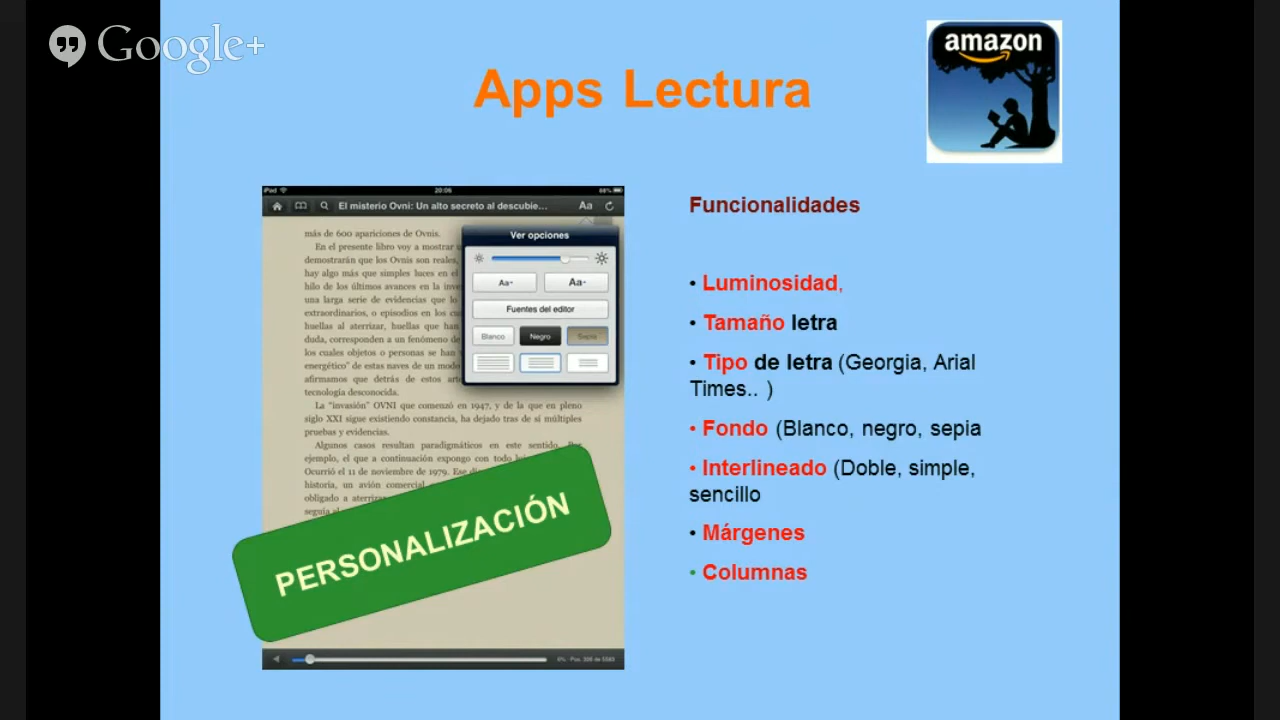 Google+
amazon
Apps Lectura
iPad
20:06
El misterio Ovni: Un alto secreto al descubie...
Aa
más de 600 apariciones de Ovnis.
En el presente libro voy a mostrar
demostrarán que los Ovnis son reales,
hay algo más que simples luces en el
hilo de los últimos avances en la
una larga serie de evidencias que lo
extraordinarios, o episodios en los
huellas al aterrizar, huellas que han
duda, corresponden a un fenómeno de
los cuales objetos o personas se han
energético" de estas naves de un modo
afirmamos que detrás de estos
tecnología desconocida.
La "invasión" OVNI que comenzó en 1947, y de la que en pleno
siglo XXI sigue existiendo constancia, ha dejado tras de sí múltiples
pruebas y evidencias.
Algunos casos resultan paradigmáticos en este sentido.
ejemplo, el que a continuación expongo con todo
Ocurrió el 11 de noviembre de 1979. Ese
historia, un avión comercial
obligado a
seguía
Ver opciones
Aa-
Aa+
Fuentes del editor
Blanco
Negro
Sepia
PERSONALIZACIÓN
Funcionalidades
• Luminosidad,
• Tamaño letra
• Tipo de letra (Georgia, Arial
Times.. )
• Fondo (Blanco, negro, sepia
• Interlineado (Doble, simple,
sencillo
• Márgenes
• Columnas